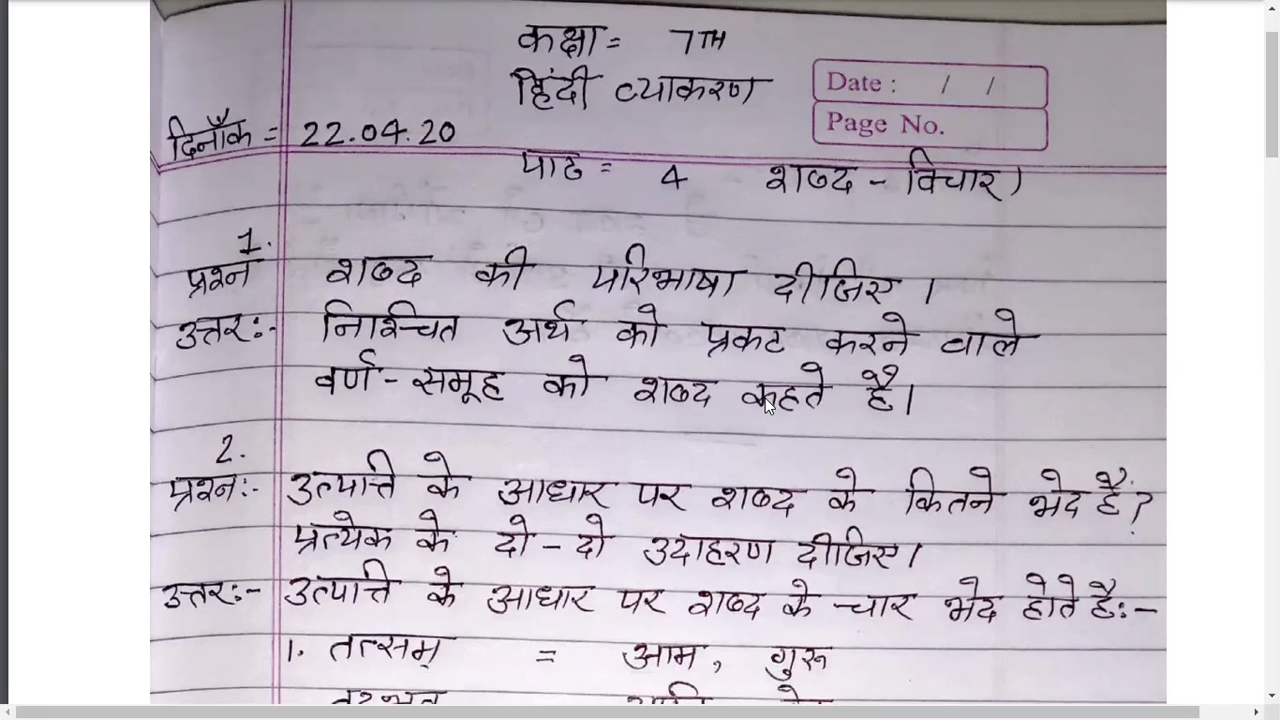 कक्षा = 7TH
हिंदी व्याकरण
Date : / /
Page No.
दिनाँक = 22.04.20
पाठ = 4 शब्द - विचार)
1.
प्रश्न शब्द की परिभाषा दीजिए ।
उत्तरः- निश्चित अर्थ को प्रकट करने वाले
वर्ण - समूह को शब्द कहते है।
2.
प्रश्नः- उत्पत्ति के आधार पर शब्द के कितने भेद हैं?
प्रत्येक के दो - दो उदाहरण दीजिए।
उत्तरः- उत्पत्ति के आधार पर शब्द के चार भेद होते हैः-
1. तत्सम् = आम, गुरू